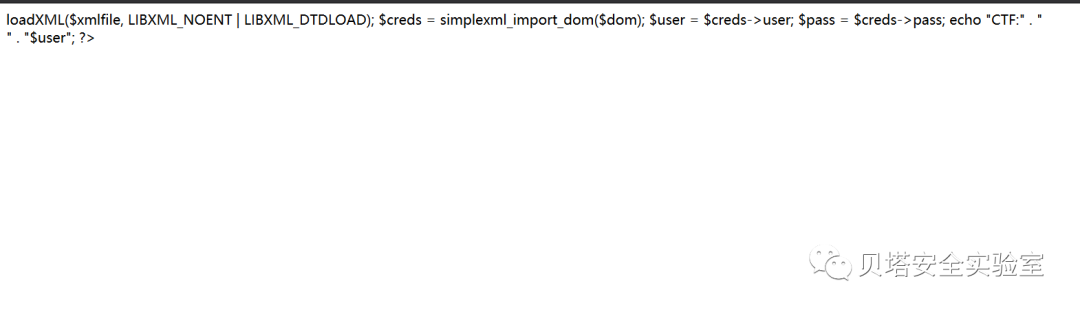 loadXML($xmlfile, LIBXML_NOENT | LIBXML_DTDLOAD); $creds = simplexml_import_dom($dom); $user = $creds->user; $pass = $creds->pass; echo "CTF:" . "
" . "$user"; ?>
贝塔安全实验室